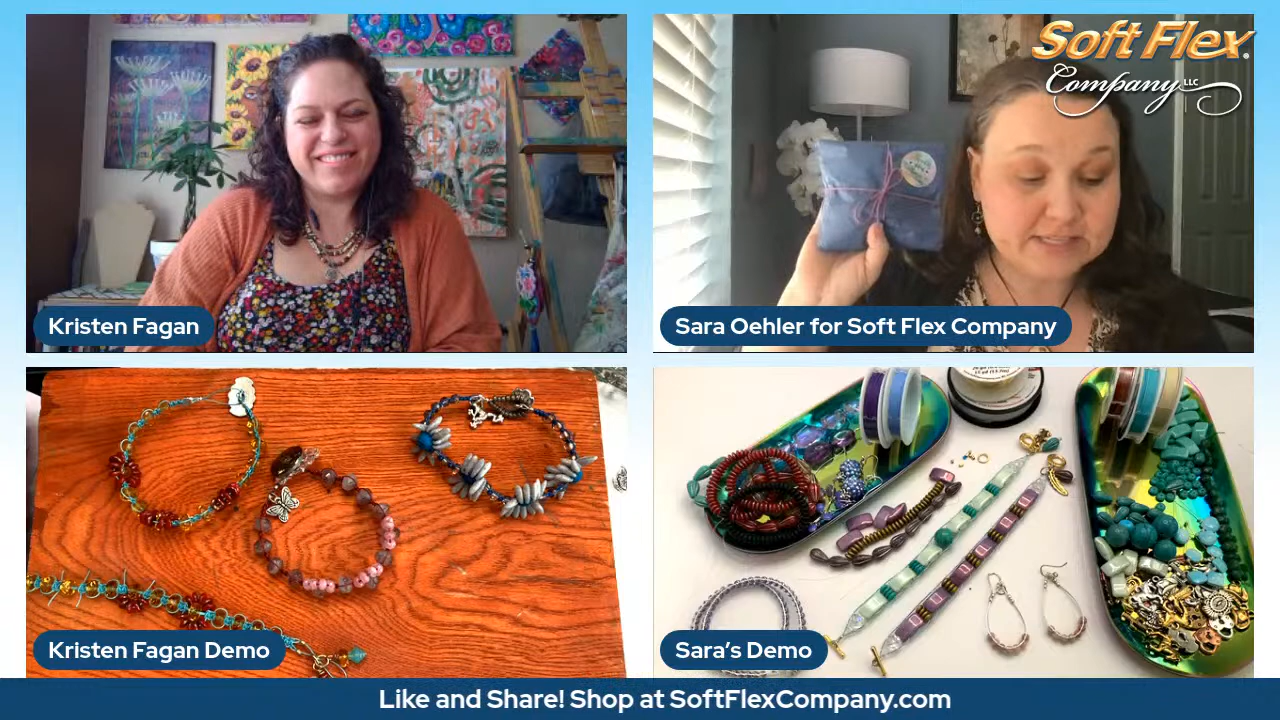 Soft Flex®
Company, LLC
Kristen Fagan
Sara Oehler for Soft Flex Company
Kristen Fagan Demo
Sara's Demo
Like and Share! Shop at SoftFlexCompany.com